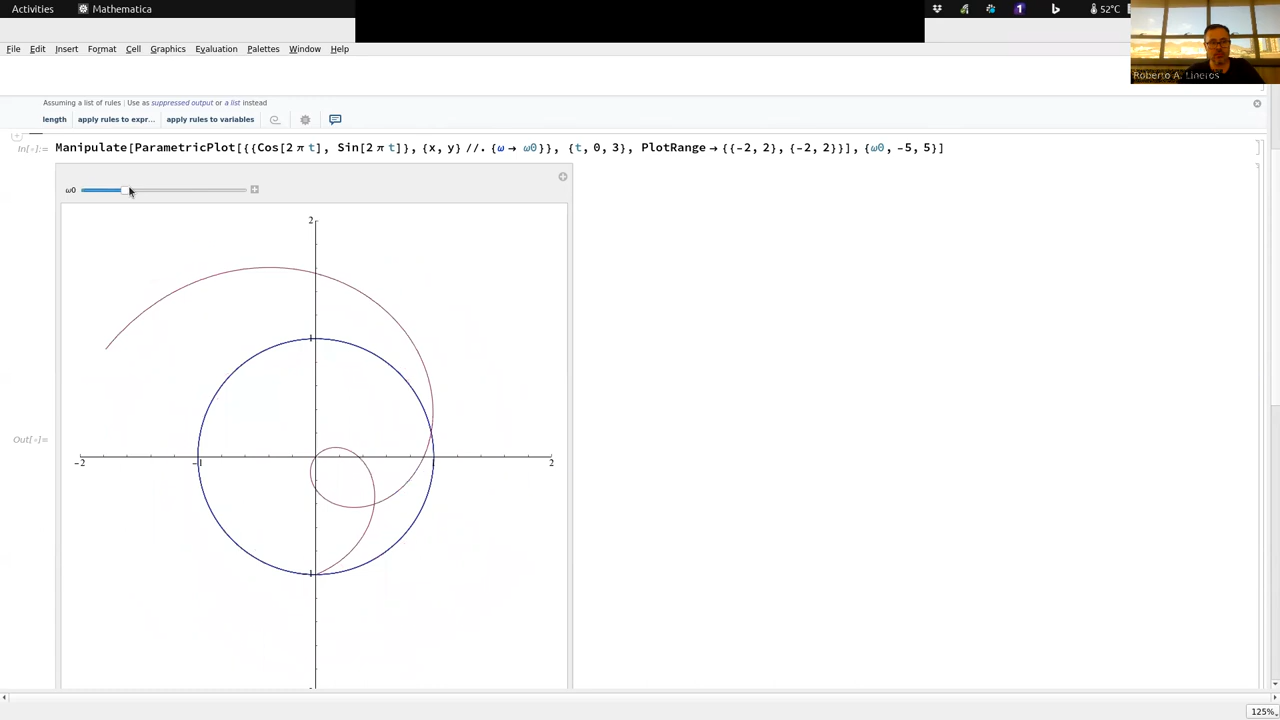 Activities Mathematica 1 52°C
Roberto A. Lineros
File Edit Insert Format Cell Graphics Evaluation Palettes Window Help
Assuming a list of rules | Use as suppressed output or a list instead
length apply rules to expr... apply rules to variables
In[•]:= Manipulate[ParametricPlot[{{Cos[2 π t], Sin[2 π t]}, {x, y} //. {ω → ω0}}, {t, 0, 3}, PlotRange → {{-2, 2}, {-2, 2}}], {ω0, -5, 5}]
ω0
2
1
Out[•]=
-2 -1 1 2
-1
125%